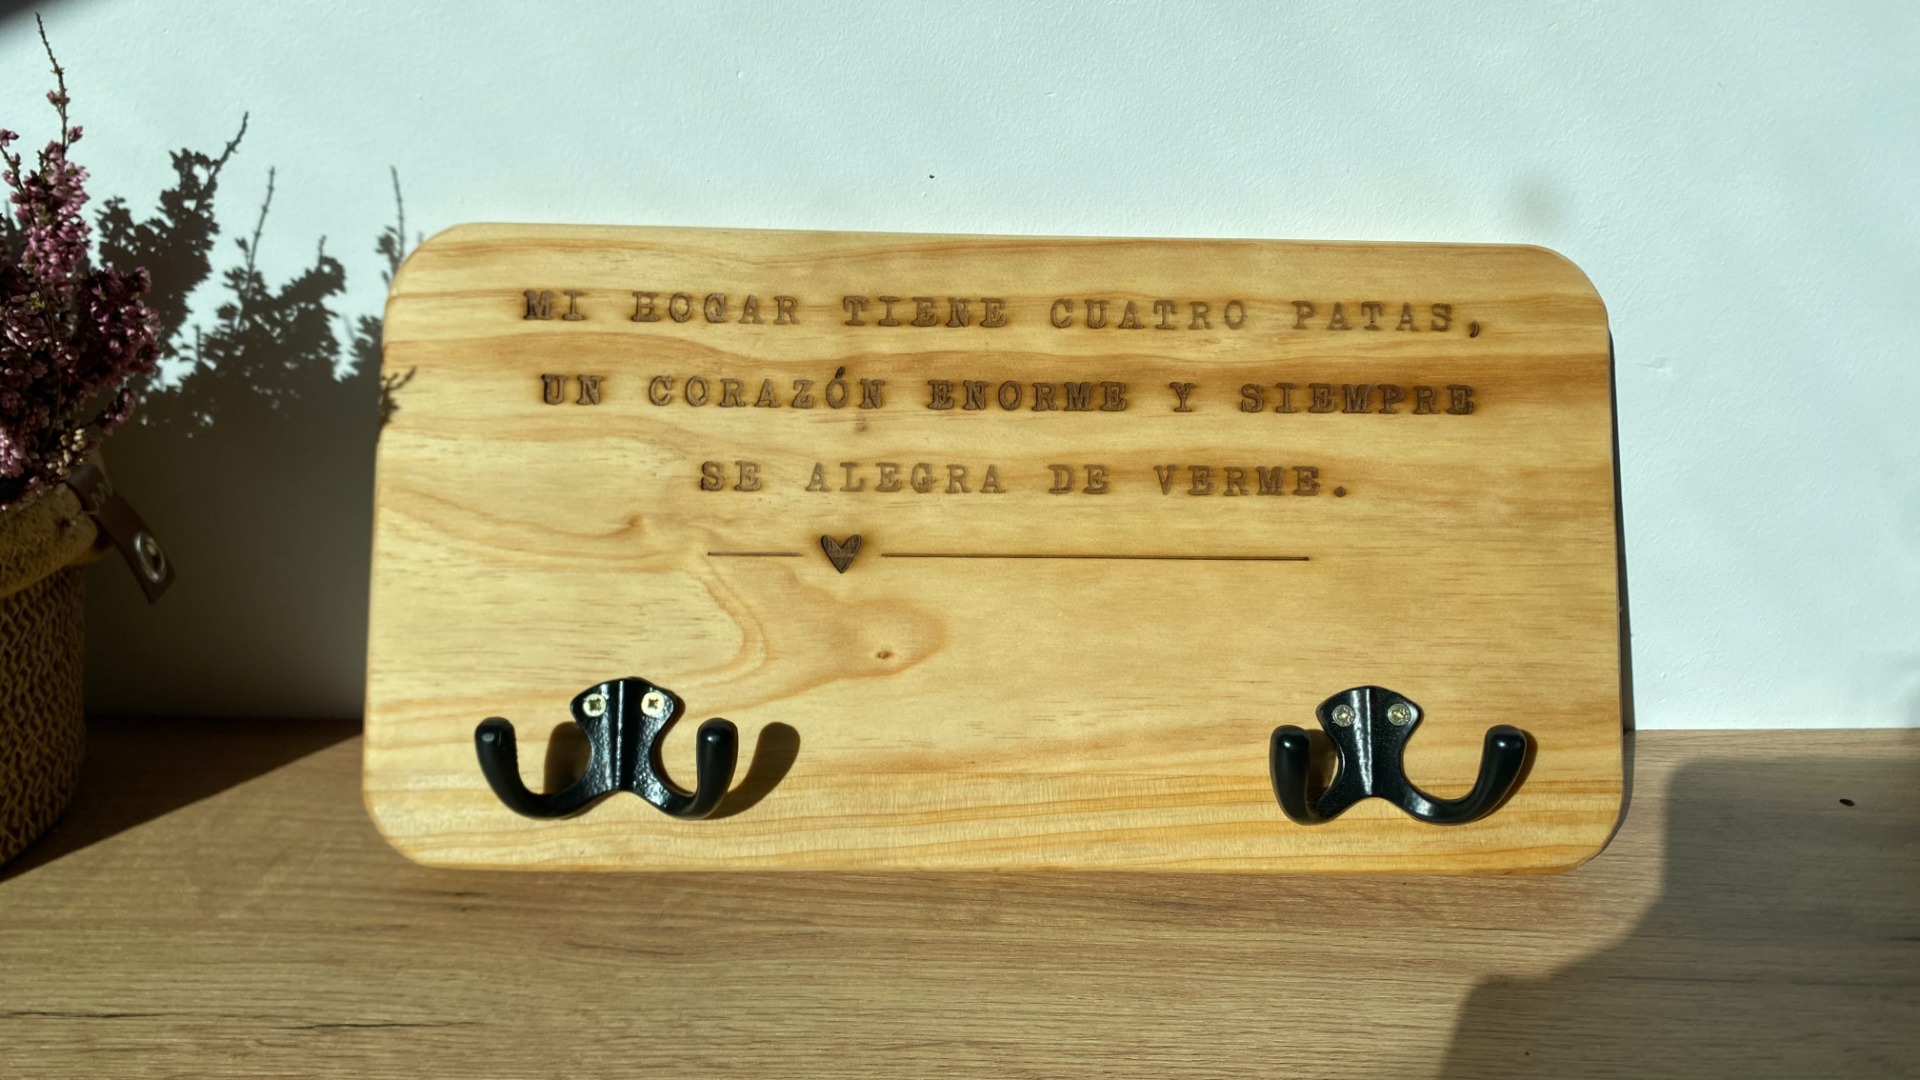 MI HOGAR TIENE CUATRO PATAS,
UN CORAZÓN ENORME Y SIEMPRE
SE ALEGRA DE VERME.